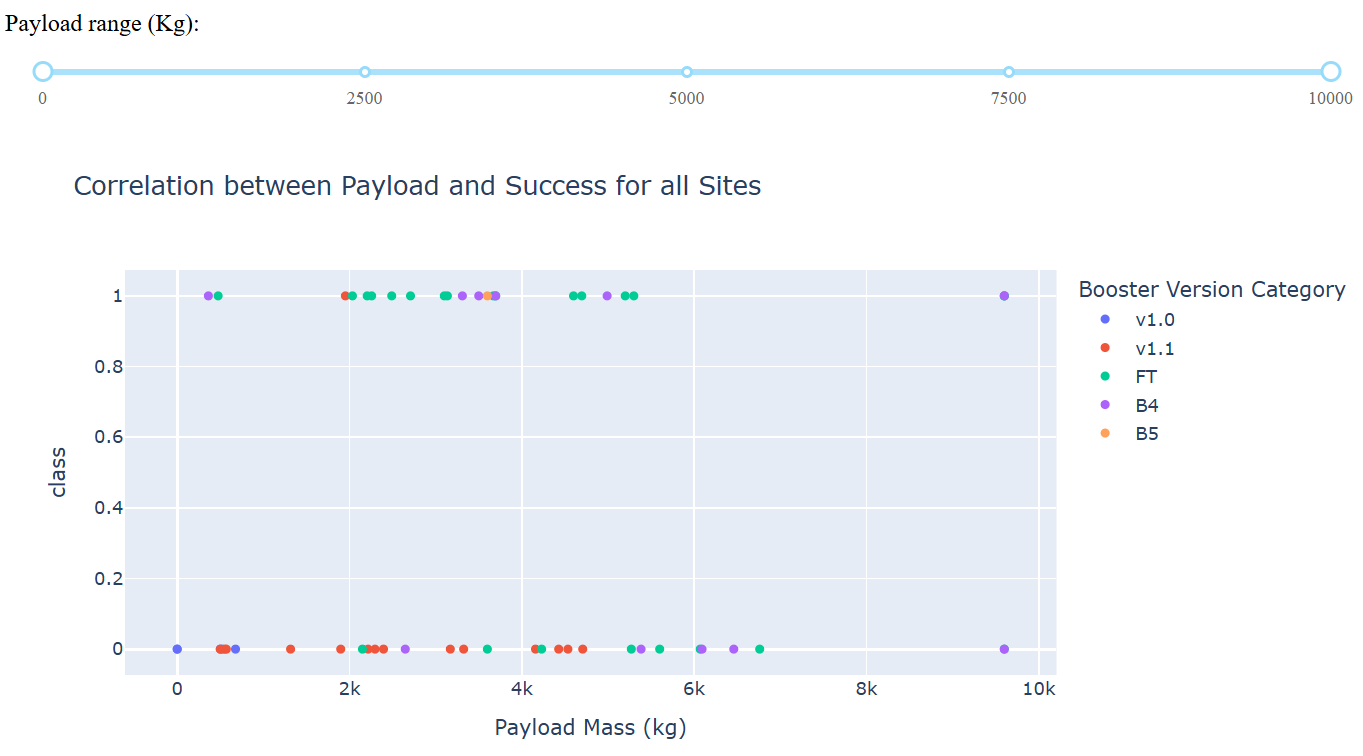 Payload range (Kg):
0 2500 5000 7500 10000
Correlation between Payload and Success for all Sites
1
0.8
0.6
0.4
0.2
0
class
0 2k 4k 6k 8k 10k
Payload Mass (kg)
Booster Version Category
v1.0
v1.1
FT
B4
B5